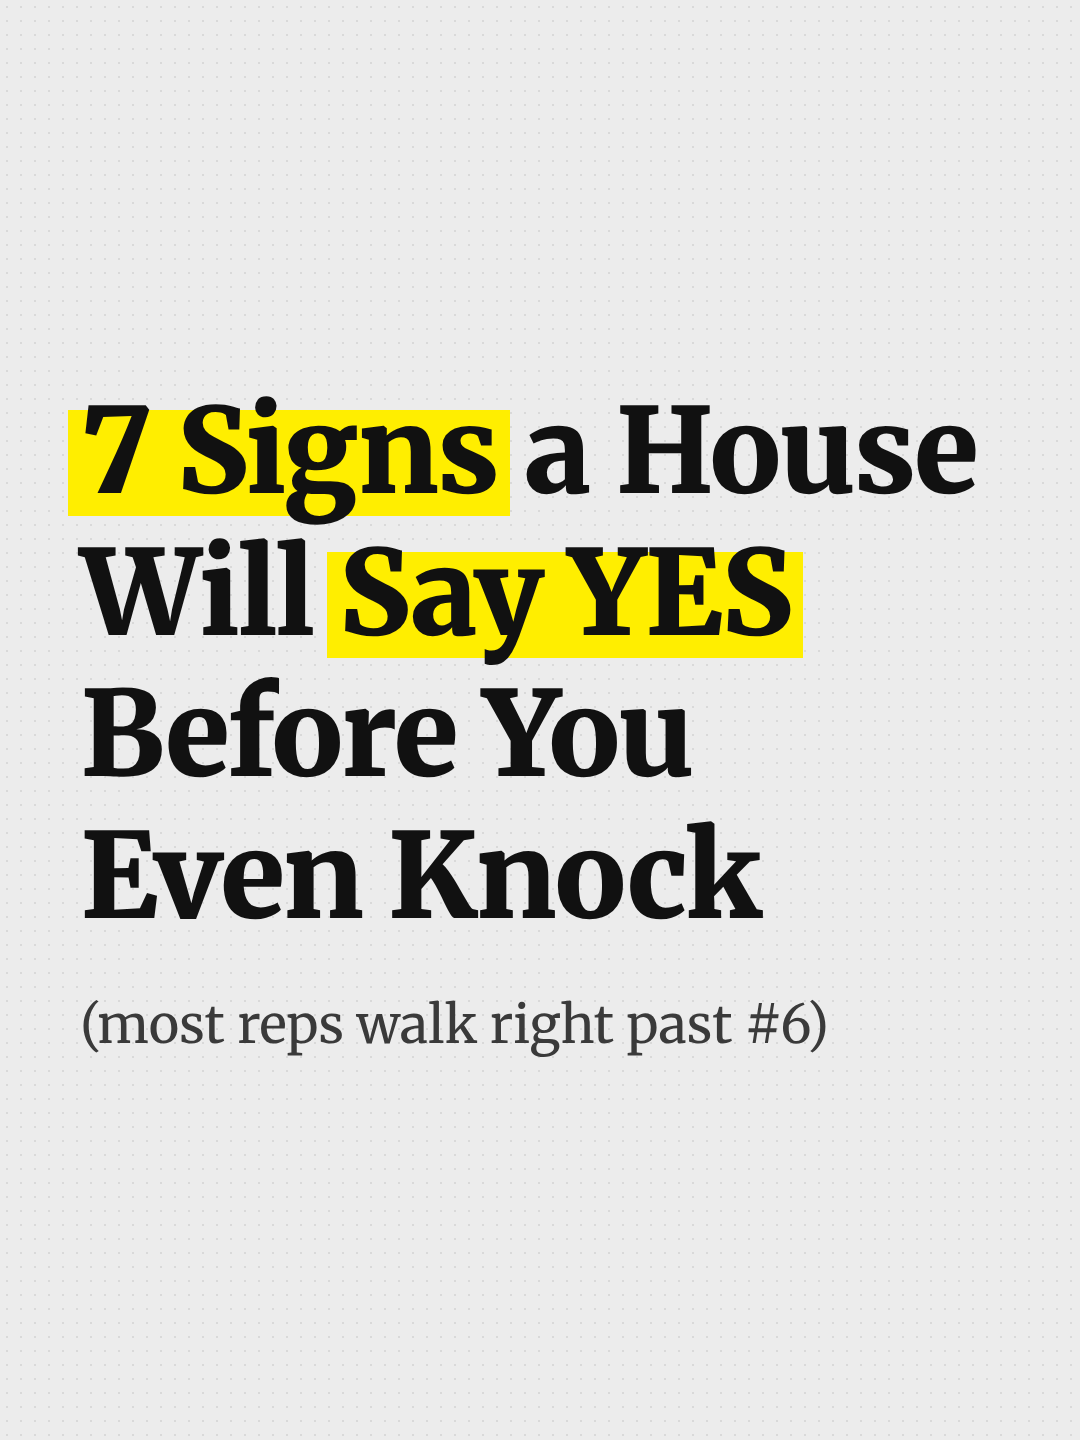 7 Signs a House
Will Say YES
Before You
Even Knock
(most reps walk right past #6)